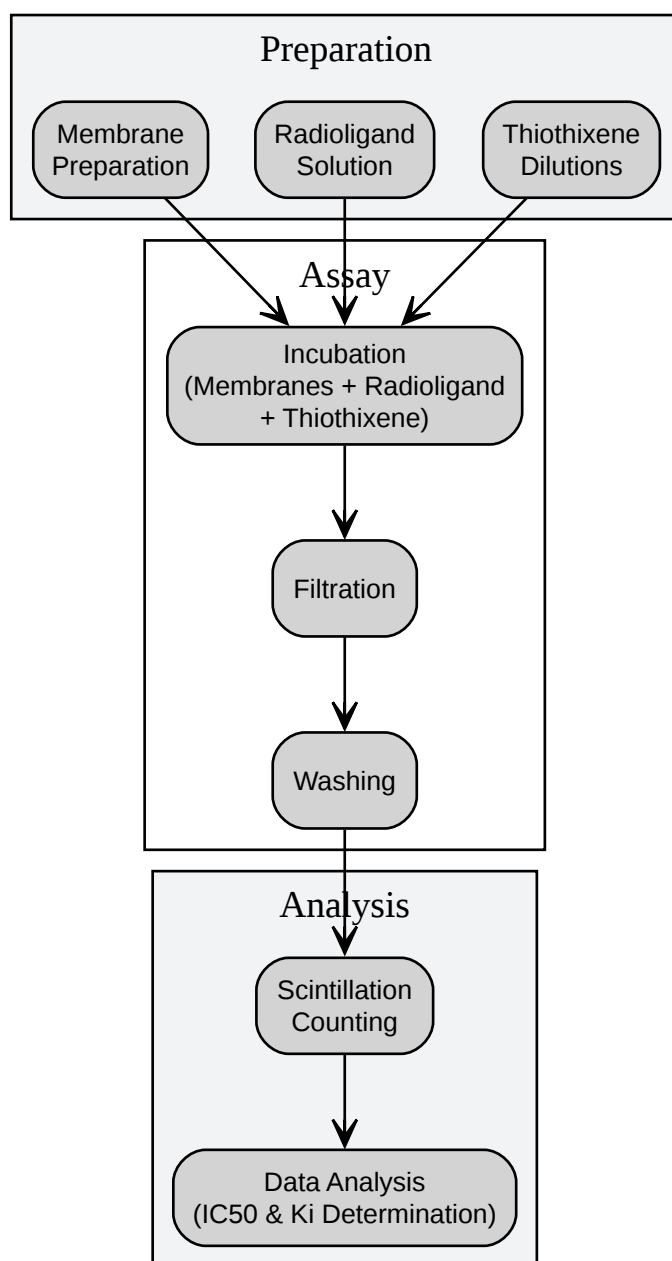 Preparation
Membrane
Preparation
Radioligand
Solution
Thiothixene
Dilutions
Assay
Incubation
(Membranes + Radioligand
+ Thiothixene)
Filtration
Washing
Analysis
Scintillation
Counting
Data Analysis
(IC50 & Ki Determination)